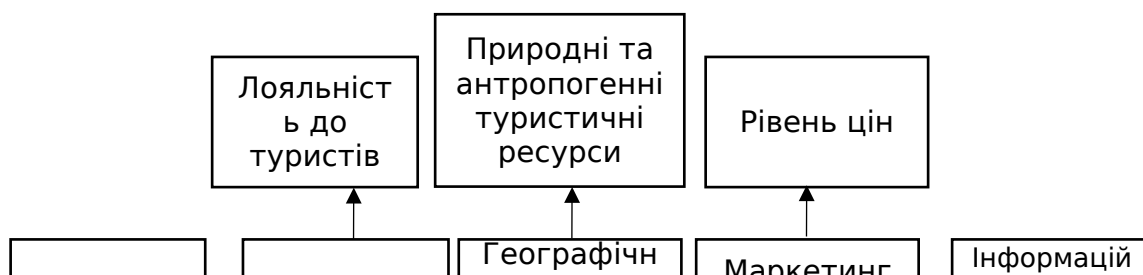 Лояльніст
ь до
туристів
Природні та
антропогенні
туристичні
ресурси
Рівень цін
Географічн
Маркетинг
Інформацій